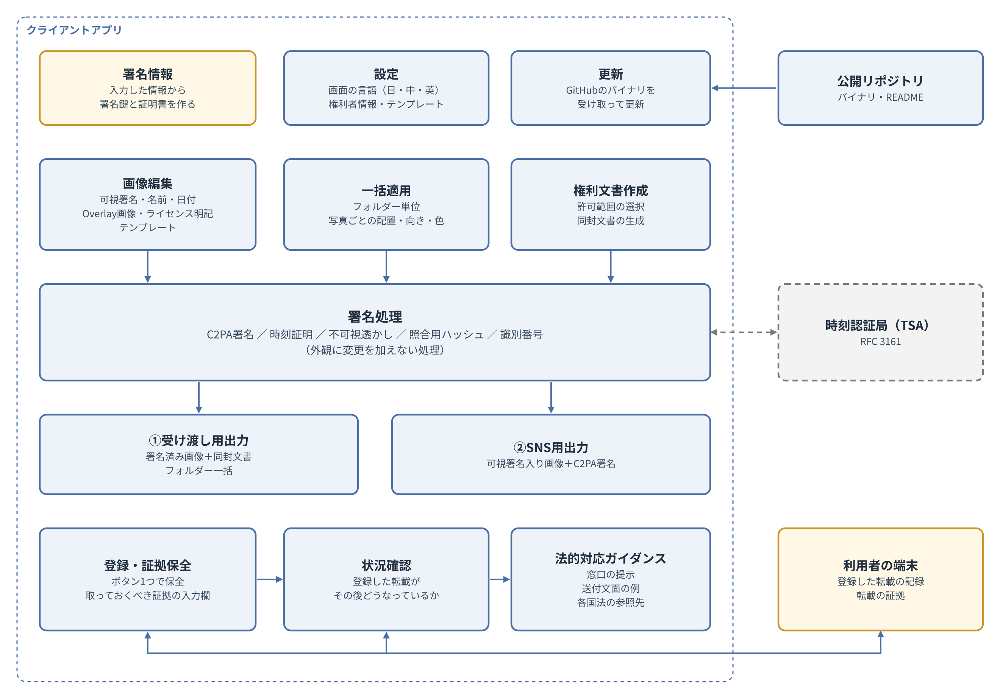 クライアントアプリ
署名情報
入力した情報から
署名鍵と証明書を作る
設定
画面の言語（日・中・英）
権利者情報・テンプレート
更新
GitHubのバイナリを
受け取って更新
公開リポジトリ
バイナリ・README
画像編集
可視署名・名前・日付
Overlay画像・ライセンス明記
テンプレート
一括適用
フォルダー単位
写真ごとの配置・向き・色
権利文書作成
許可範囲の選択
同封文書の生成
署名処理
C2PA署名 ／ 時刻証明 ／ 不可視透かし ／ 照合用ハッシュ ／ 識別番号
（外観に変更を加えない処理）
時刻認証局（TSA）
RFC 3161
①受け渡し用出力
署名済み画像＋同封文書
フォルダー一括
②SNS用出力
可視署名入り画像＋C2PA署名
登録・証拠保全
ボタン1つで保全
取っておくべき証拠の入力欄
状況確認
登録した転載が
その後どうなっているか
法的対応ガイダンス
窓口の提示
送付文面の例
各国法の参照先
利用者の端末
登録した転載の記録
転載の証拠